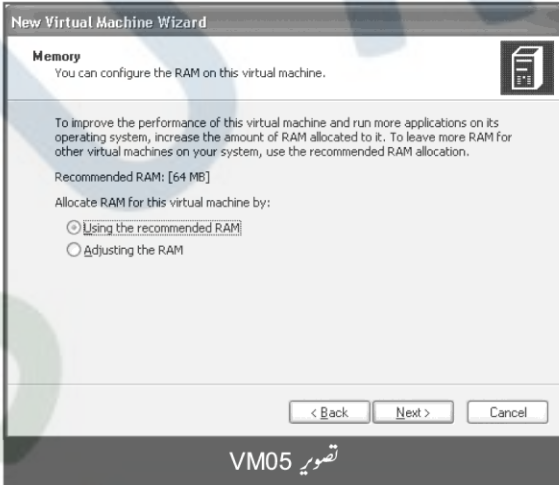 New Virtual Machine Wizard
Memory
You can configure the RAM on this virtual machine.
To improve the performance of this virtual machine and run more applications on its
operating system, increase the amount of RAM allocated to it. To leave more RAM for
other virtual machines on your system, use the recommended RAM allocation.
Recommended RAM: [64 MB]
Allocate RAM for this virtual machine by:
Using the recommended RAM
Adjusting the RAM
< Back Next > Cancel
تصویر VM05